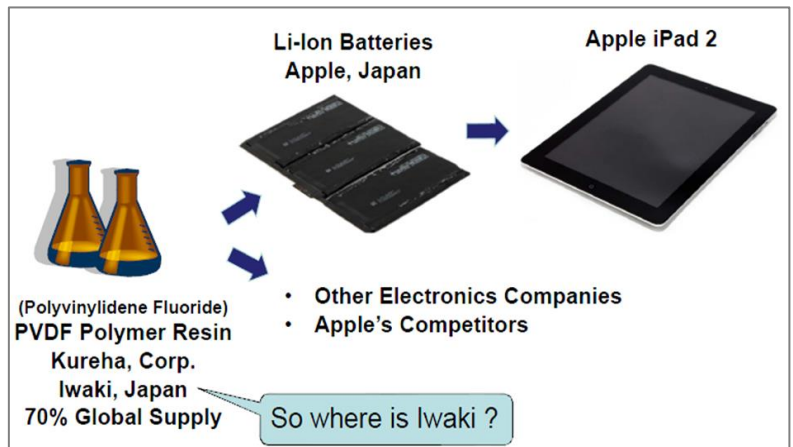 Li-Ion Batteries
Apple, Japan
Apple iPad 2
(Polyvinylidene Fluoride)
PVDF Polymer Resin
Kureha, Corp.
Iwaki, Japan
70% Global Supply
• Other Electronics Companies
• Apple's Competitors
So where is Iwaki ?